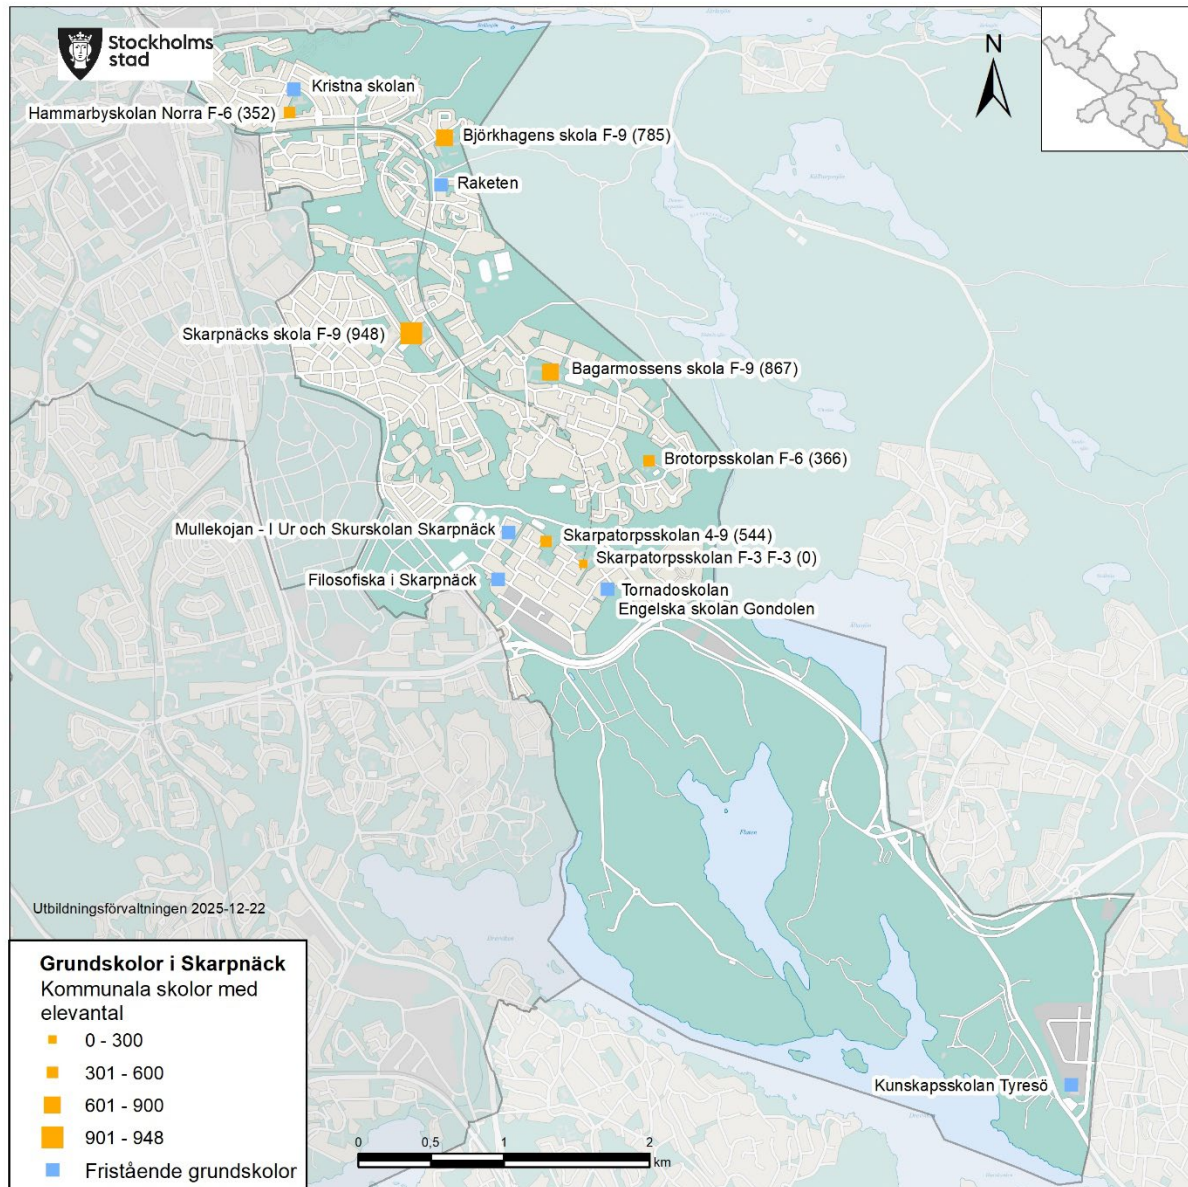 Stockholms
stad
N
Kristna skolan
Hammarbyskolan Norra F-6 (352)
Björkhagens skola F-9 (785)
Raketen
Skarpnäcks skola F-9 (948)
Bagarmossens skola F-9 (867)
Brotorpsskolan F-6 (366)
Mullekojan - I Ur och Skurskolan Skarpnäck
Skarpatorpsskolan 4-9 (544)
Skarpatorpsskolan F-3 F-3 (0)
Filosofiska i Skarpnäck
Tornadoskolan
Engelska skolan Gondolen
Flaten
Utbildningsförvaltningen 2025-12-22
Grundskolor i Skarpnäck
Kommunala skolor med
elevantal
0 - 300
301 - 600
601 - 900
901 - 948
Fristående grundskolor
Kunskapsskolan Tyresö
0 0,5 1 2
km